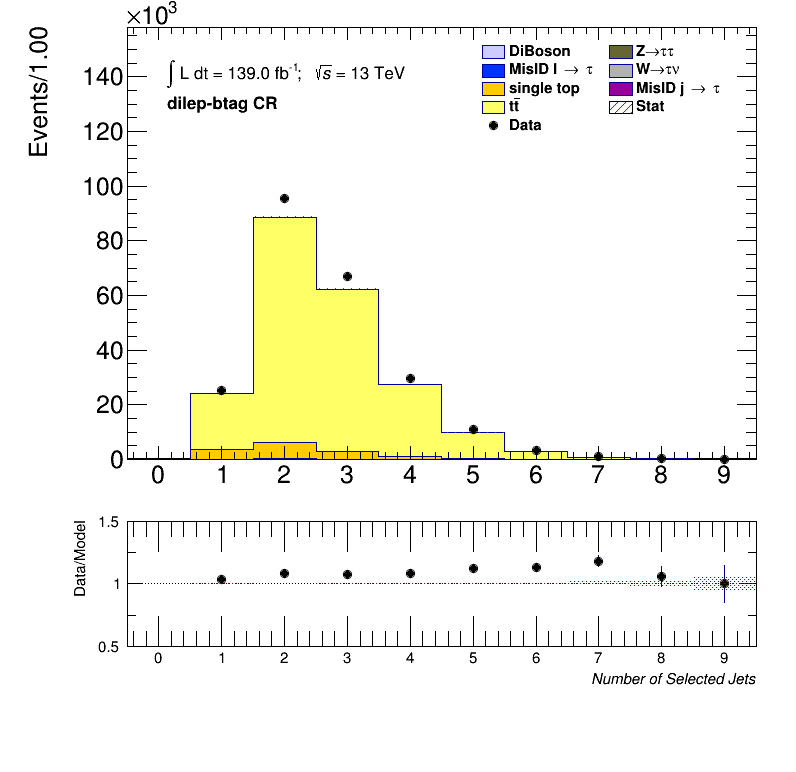 ×10³
Events/1.00
140
120
100
80
60
40
20
0
∫ L dt = 139.0 fb⁻¹; √s = 13 TeV
dilep-btag CR
DiBoson
MisID l → τ
single top
tt̄
Data
Z→ττ
W→τν
MisID j → τ
Stat
0 1 2 3 4 5 6 7 8 9
Data/Model
1.5
1
0.5
0 1 2 3 4 5 6 7 8 9
Number of Selected Jets